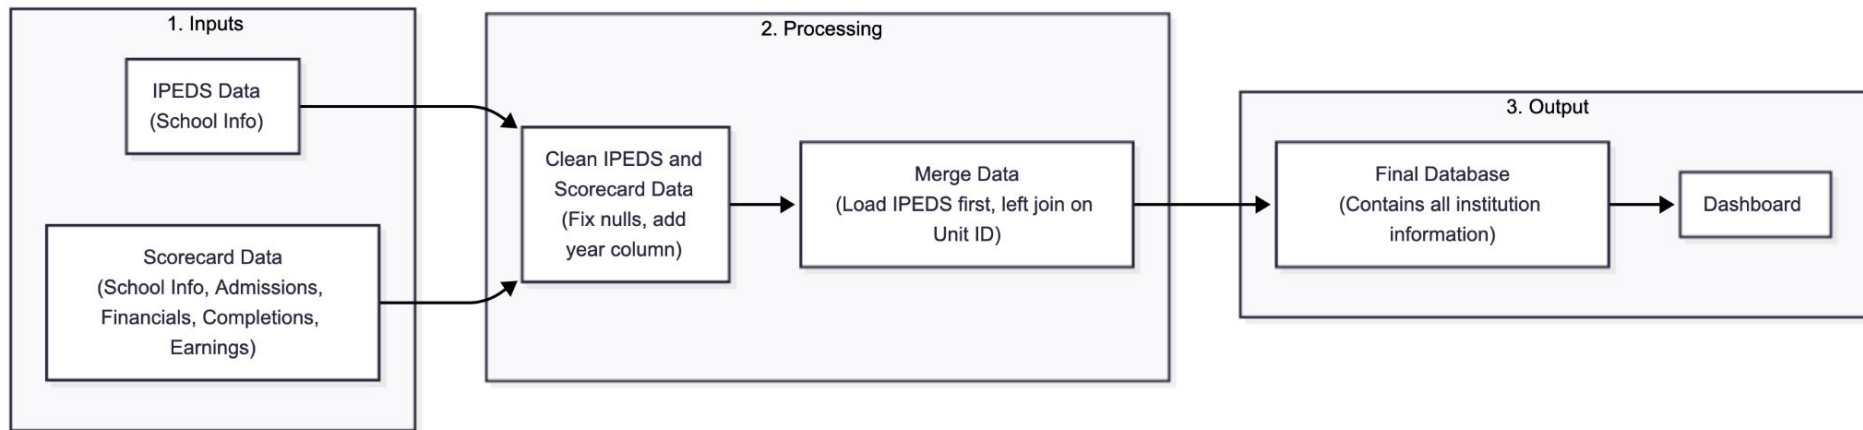 1. Inputs
IPEDS Data
(School Info)
Scorecard Data
(School Info, Admissions,
Financials, Completions,
Earnings)
2. Processing
Clean IPEDS and
Scorecard Data
(Fix nulls, add
year column)
Merge Data
(Load IPEDS first, left join on
Unit ID)
3. Output
Final Database
(Contains all institution
information)
Dashboard